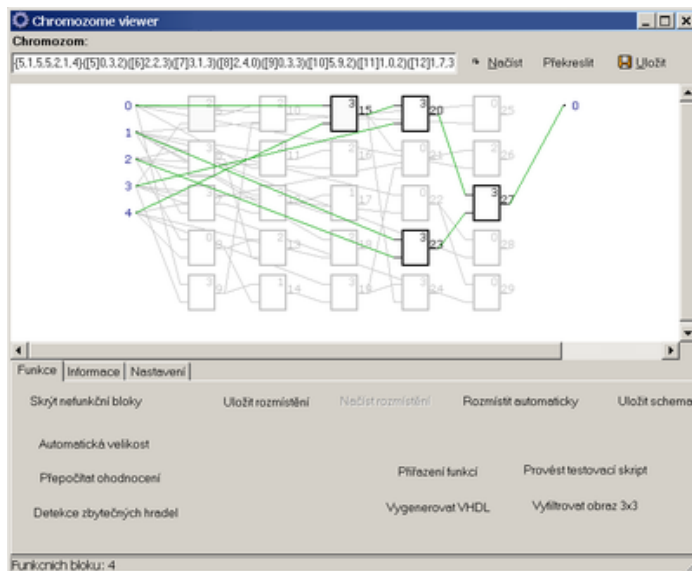 Chromozome viewer
Chromozom:
{5,1,5,5,2,1,4}([5]0,3,2)([6]2,2,3)([7]3,1,3)([8]2,4,0)([9]0,3,3)([10]5,9,2)([11]1,0,2)([12]1,7,3
Načíst Překreslit Uložit
0 3 15 3 20 0 25 0
1
2
3 3 27
4 3 23
Funkce Informace Nastavení
Skrýt nefunkční bloky Uložit rozmístění Načíst rozmístění Rozmístit automaticky Uložit schema
Automatická velikost
Přepočítat ohodnocení Přiřazení funkcí Provést testovací skript
Detekce zbytečných hradel Vygenerovat VHDL Vyfiltrovat obraz 3x3
Funkcnich bloku: 4